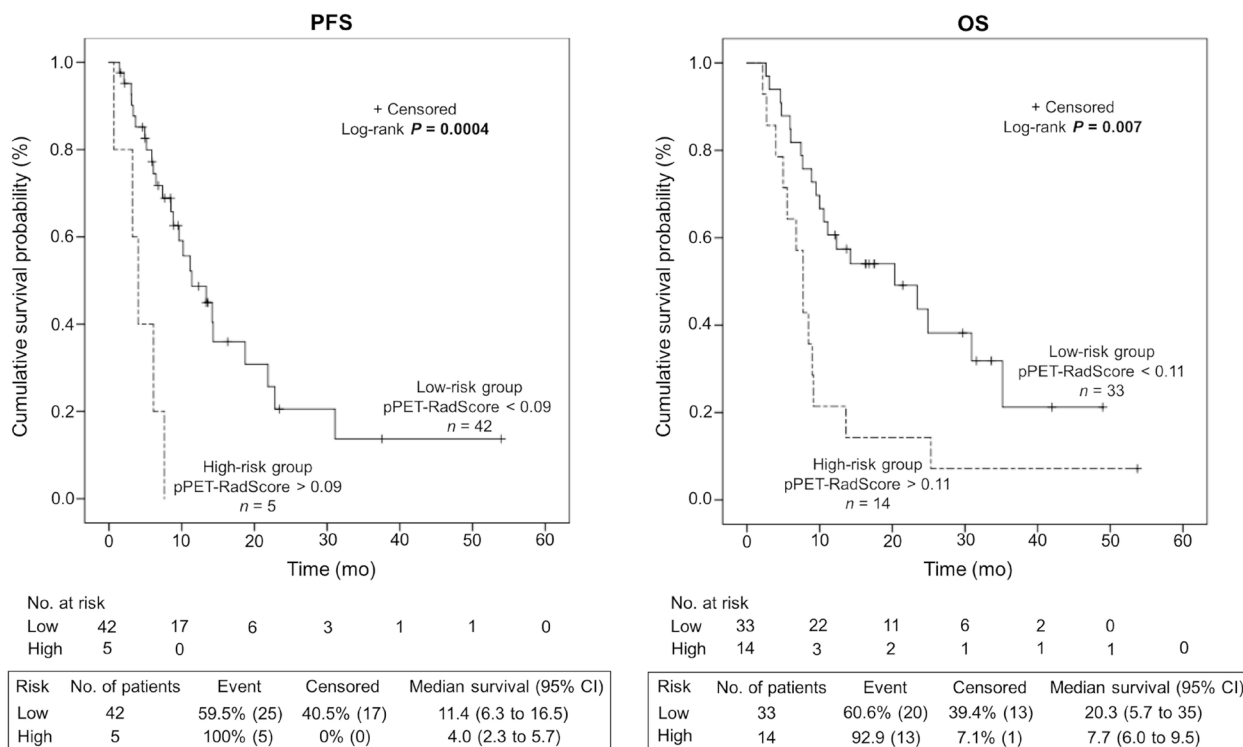 PFS
1.0
0.8
0.6
0.4
0.2
0.0
Cumulative survival probability (%)
+ Censored
Log-rank P = 0.0004
Low-risk group
pPET-RadScore < 0.09
n = 42
High-risk group
pPET-RadScore > 0.09
n = 5
0 10 20 30 40 50 60
Time (mo)
No. at risk
Low 42 17 6 3 1 1 0
High 5 0
Risk No. of patients Event Censored Median survival (95% CI)
Low 42 59.5% (25) 40.5% (17) 11.4 (6.3 to 16.5)
High 5 100% (5) 0% (0) 4.0 (2.3 to 5.7)
OS
1.0
0.8
0.6
0.4
0.2
0.0
Cumulative survival probability (%)
+ Censored
Log-rank P = 0.007
Low-risk group
pPET-RadScore < 0.11
n = 33
High-risk group
pPET-RadScore > 0.11
n = 14
0 10 20 30 40 50 60
Time (mo)
No. at risk
Low 33 22 11 6 2 0
High 14 3 2 1 1 1 0
Risk No. of patients Event Censored Median survival (95% CI)
Low 33 60.6% (20) 39.4% (13) 20.3 (5.7 to 35)
High 14 92.9 (13) 7.1% (1) 7.7 (6.0 to 9.5)